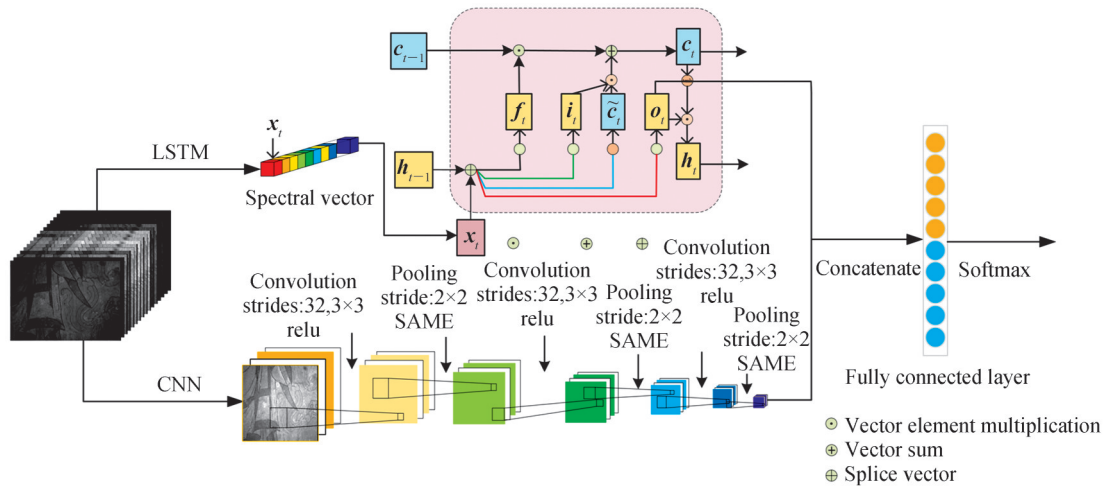 c_{t-1}
c_t
f_t
i_t
c̃_t
o_t
x_t
LSTM
h_{t-1}
h_t
Spectral vector
x_t
Convolution
strides:32,3×3
relu
Pooling
stride:2×2
SAME
Convolution
strides:32,3×3
relu
Pooling
stride:2×2
SAME
Convolution
strides:32,3×3
relu
Pooling
stride:2×2
SAME
Concatenate
Softmax
CNN
Fully connected layer
Vector element multiplication
Vector sum
Splice vector